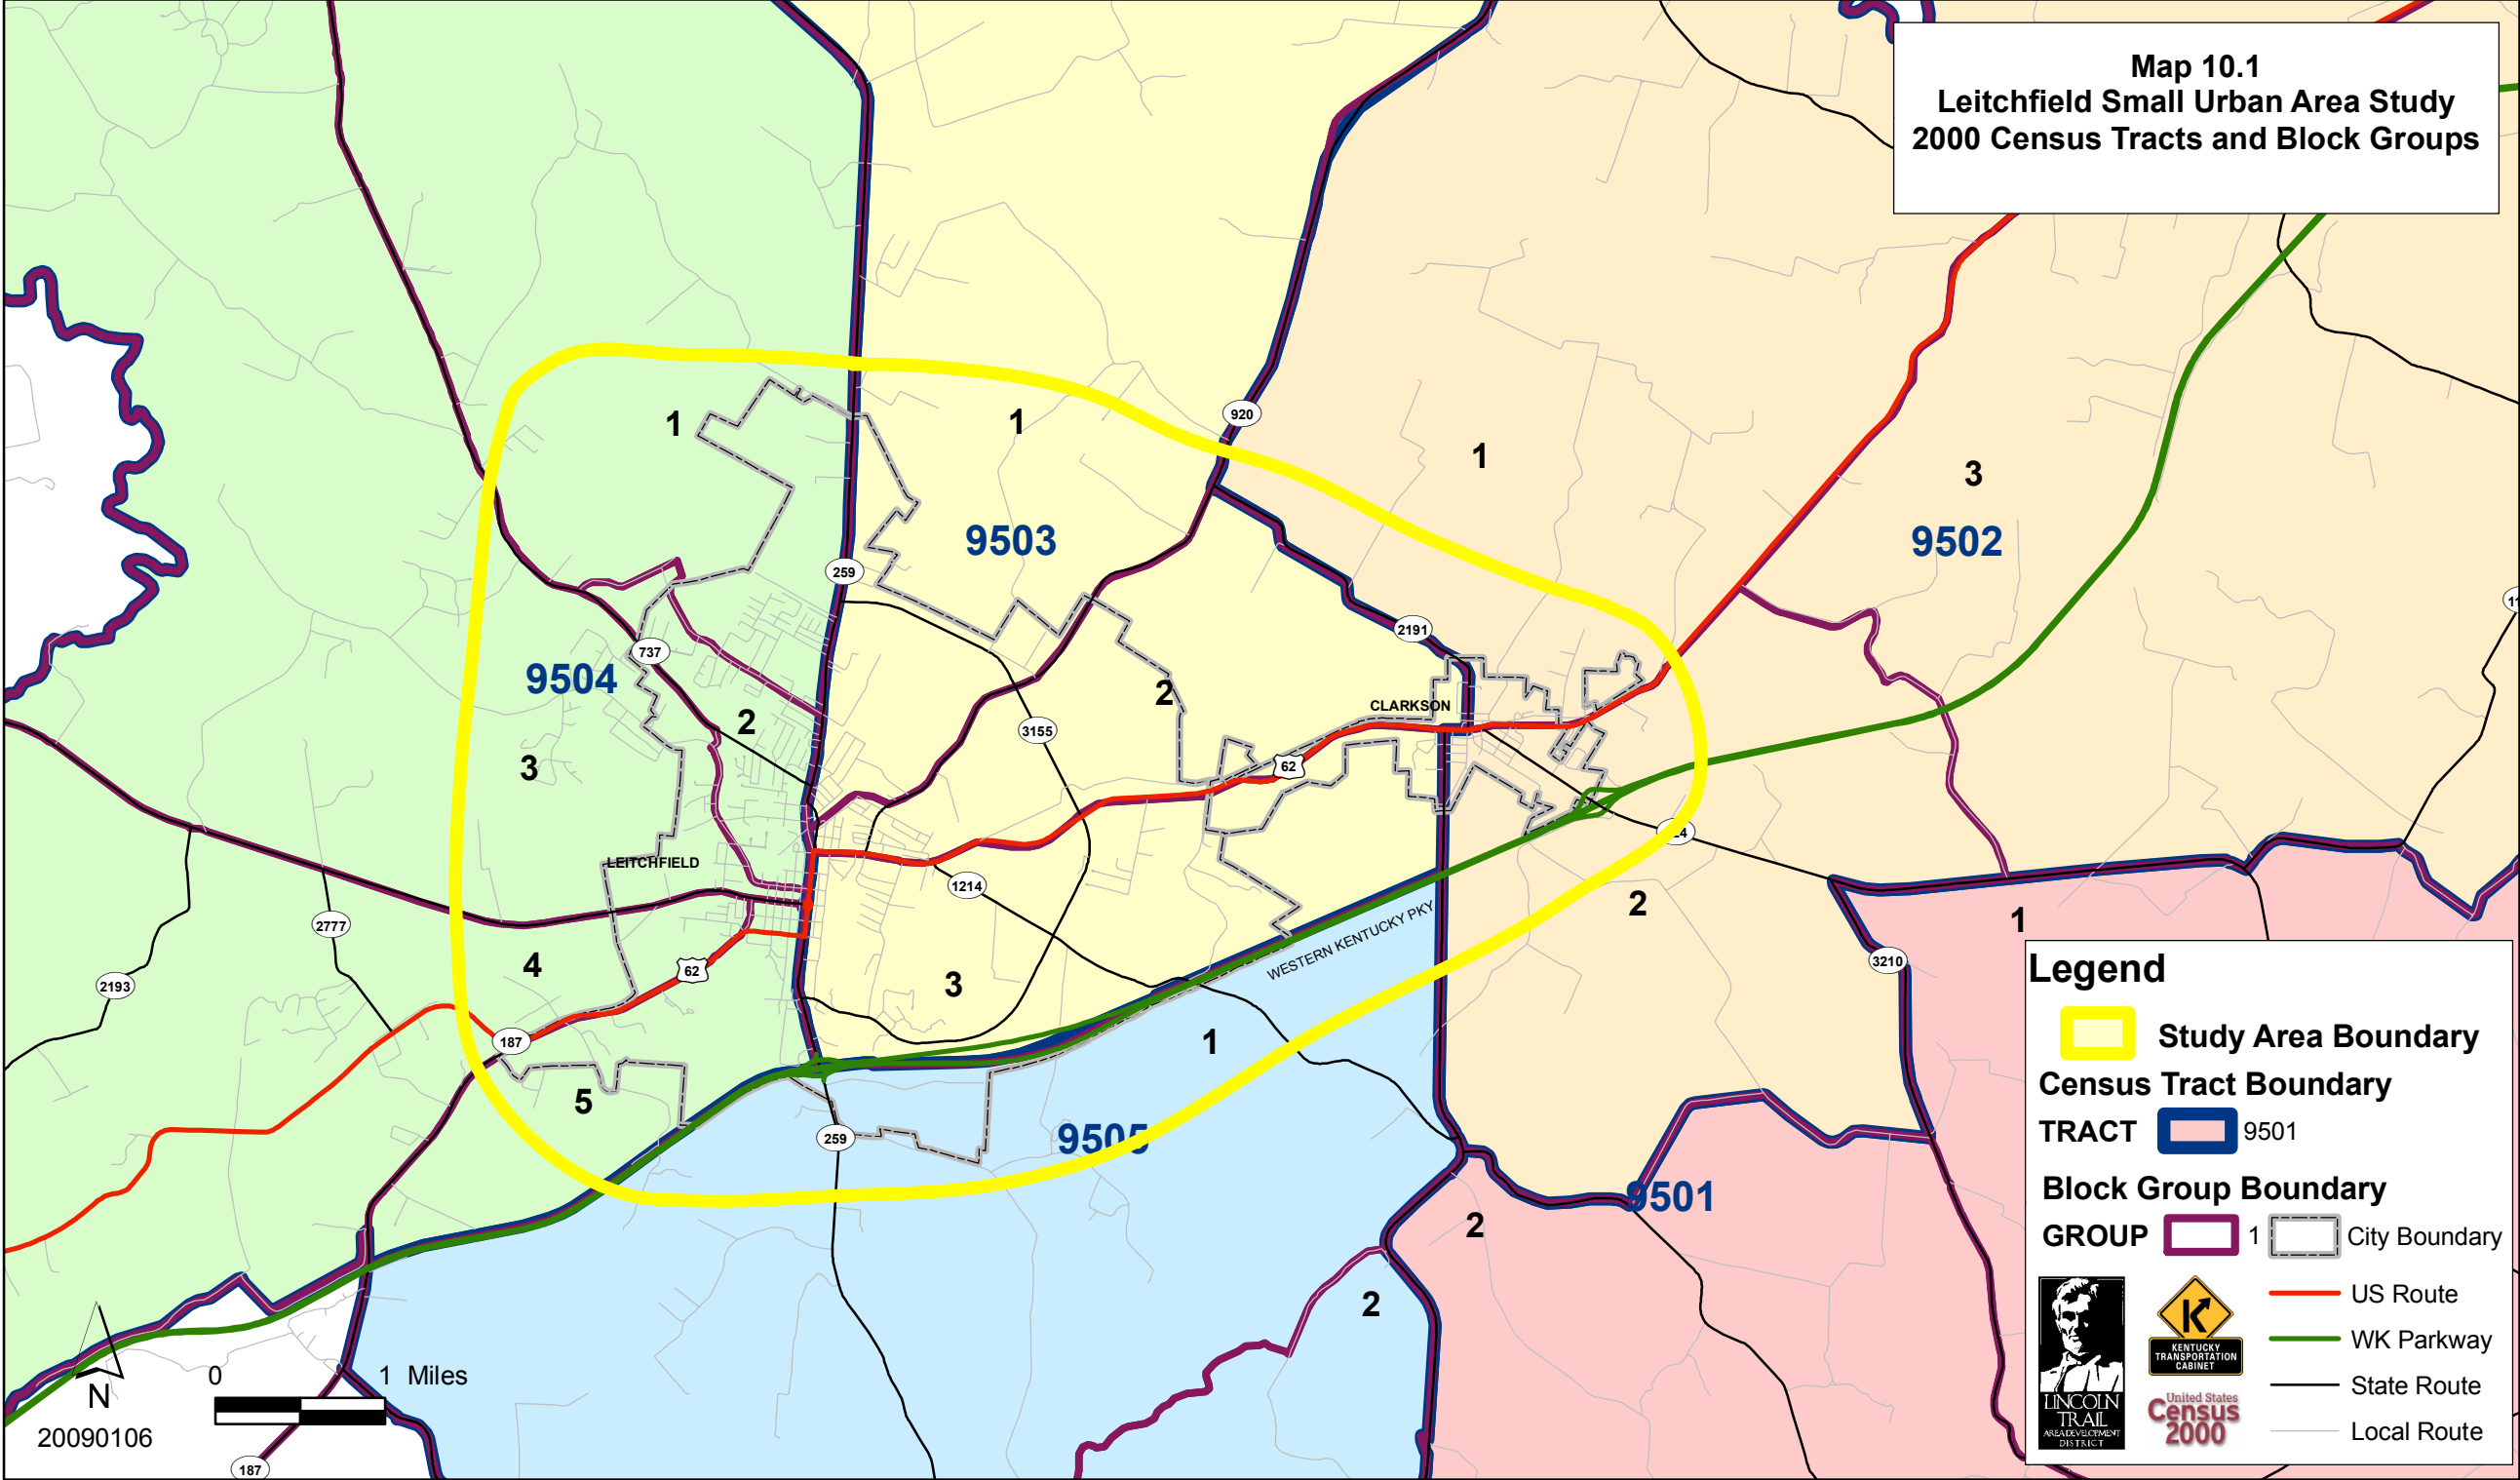 Map 10.1
Leitchfield Small Urban Area Study
2000 Census Tracts and Block Groups
920
1
1
1
3
9503
9502
259
2191
737
9504
2
CLARKSON
2
3155
3
62
LEITCHFIELD
1214
2
1
WESTERN KENTUCKY PKY
2777
4
62
3210
2193
3
187
1
5
259
9505
9501
2
2
0 1 Miles
N
20090106
187
Legend
Study Area Boundary
Census Tract Boundary
TRACT 9501
Block Group Boundary
GROUP 1 City Boundary
US Route
WK Parkway
State Route
Local Route
LINCOLN
TRAIL
AREA DEVELOPMENT
DISTRICT
KENTUCKY
TRANSPORTATION
CABINET
United States
Census
2000